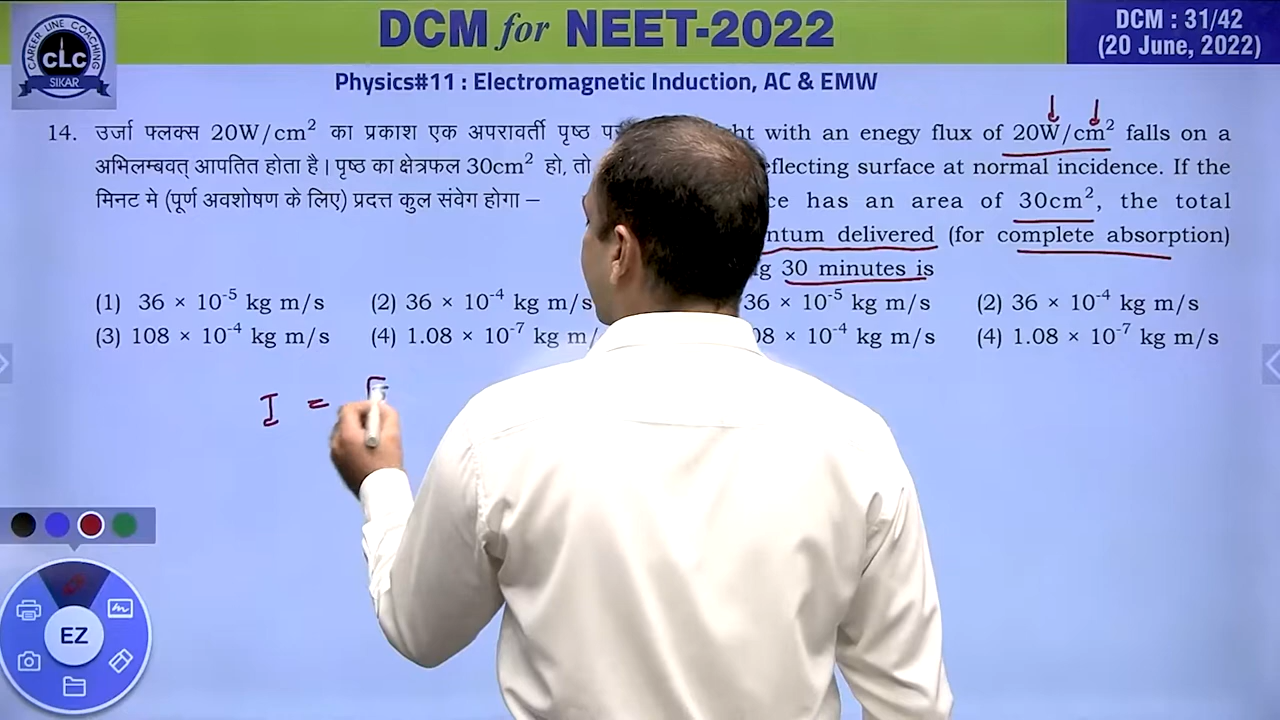 DCM for NEET-2022
DCM : 31/42
(20 June, 2022)
CAREER LINE COACHING
CLC
SIKAR
Physics#11 : Electromagnetic Induction, AC & EMW
14. उर्जा फ्लक्स 20W/cm² का प्रकाश एक अपरावर्ती पृष्ठ
अभिलम्बवत् आपतित होता है। पृष्ठ का क्षेत्रफल 30cm² हो, तो
मिनट मे (पूर्ण अवशोषण के लिए) प्रदत्त कुल संवेग होगा –
(1) 36 × 10⁻⁵ kg m/s (2) 36 × 10⁻⁴ kg m/s
(3) 108 × 10⁻⁴ kg m/s (4) 1.08 × 10⁻⁷ kg m/
with an enegy flux of 20W/cm² falls on a
eflecting surface at normal incidence. If the
has an area of 30cm², the total
ntum delivered (for complete absorption)
30 minutes is
36 × 10⁻⁵ kg m/s (2) 36 × 10⁻⁴ kg m/s
08 × 10⁻⁴ kg m/s (4) 1.08 × 10⁻⁷ kg m/s
I =
EZ